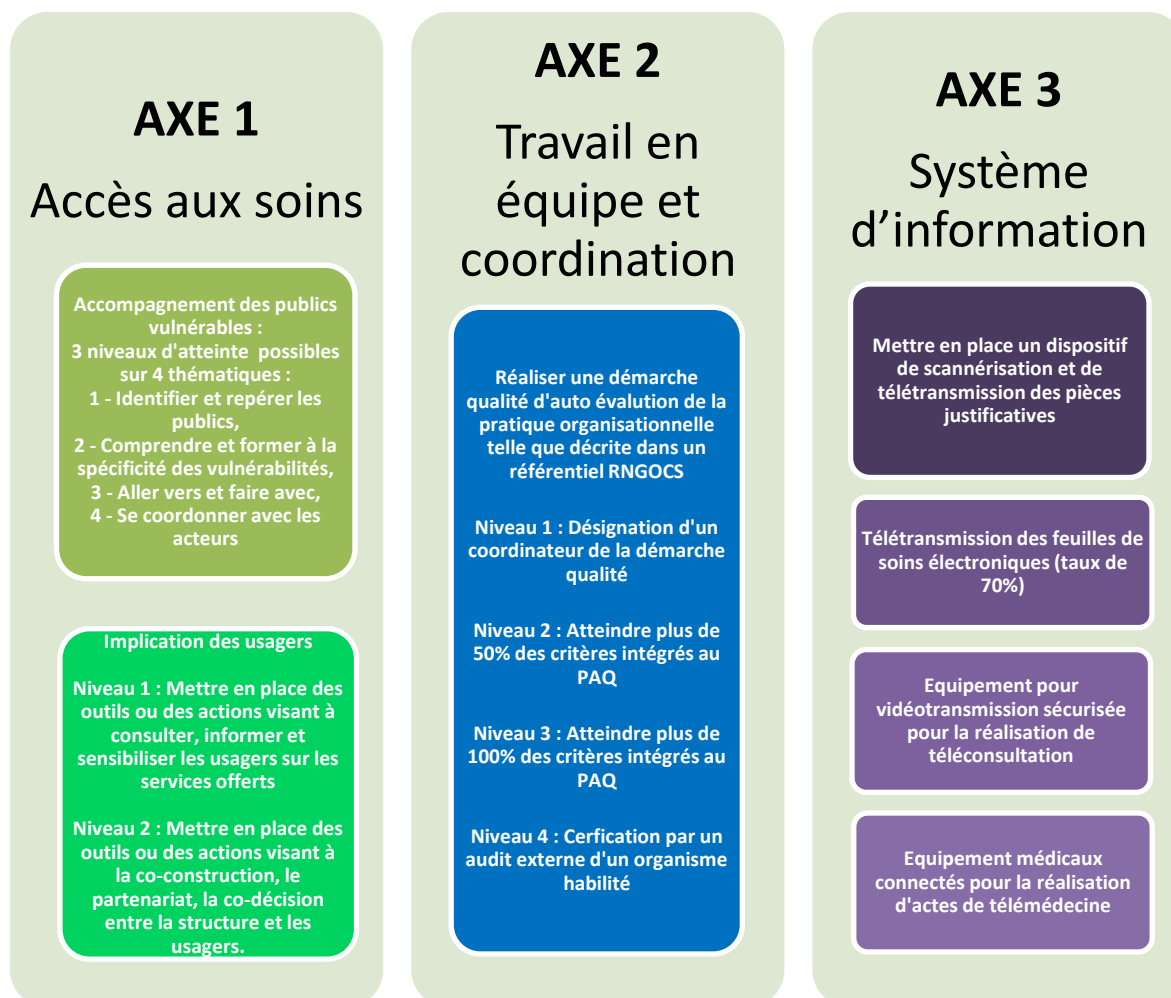 AXE 1
Accès aux soins
Accompagnement des publics
vulnérables :
3 niveaux d'atteinte possibles
sur 4 thématiques :
1 - Identifier et repérer les
publics,
2 - Comprendre et former à la
spécificité des vulnérabilités,
3 - Aller vers et faire avec,
4 - Se coordonner avec les
acteurs
Implication des usagers
Niveau 1 : Mettre en place des
outils ou des actions visant à
consulter, informer et
sensibiliser les usagers sur les
services offerts
Niveau 2 : Mettre en place des
outils ou des actions visant à
la co-construction, le
partenariat, la co-décision
entre la structure et les
usagers.
AXE 2
Travail en
équipe et
coordination
Réaliser une démarche
qualité d'auto évalution de la
pratique organisationnelle
telle que décrite dans un
référentiel RNGOCS
Niveau 1 : Désignation d'un
coordinateur de la démarche
qualité
Niveau 2 : Atteindre plus de
50% des critères intégrés au
PAQ
Niveau 3 : Atteindre plus de
100% des critères intégrés au
PAQ
Niveau 4 : Cerfication par un
audit externe d'un organisme
habilité
AXE 3
Système
d’information
Mettre en place un dispositif
de scannérisation et de
télétransmission des pièces
justificatives
Télétransmission des feuilles de
soins électroniques (taux de
70%)
Equipement pour
vidéotransmission sécurisée
pour la réalisation de
téléconsultation
Equipement médicaux
connectés pour la réalisation
d'actes de télémédecine